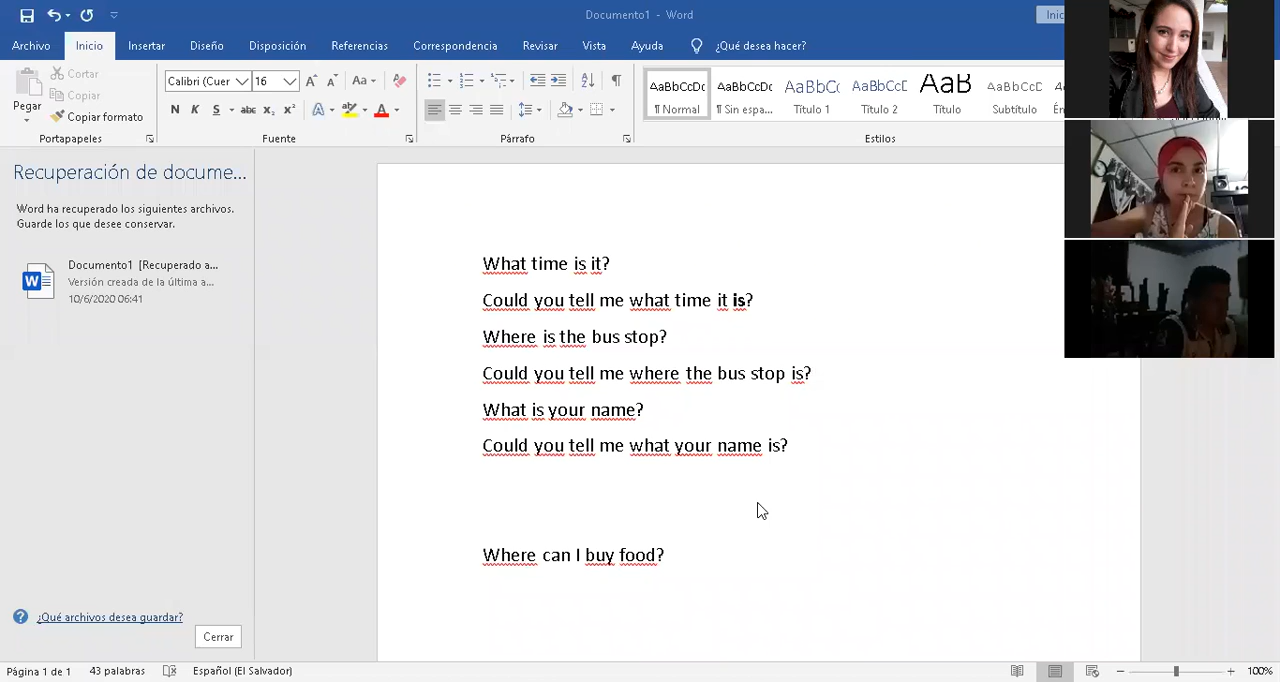 Documento1 - Word
Inic
Archivo Inicio Insertar Diseño Disposición Referencias Correspondencia Revisar Vista Ayuda ¿Qué desea hacer?
Pegar
Cortar
Copiar
Copiar formato
Portapapeles
Calibri (Cuer 16
Aa
N K S abc x₂ x²
A A
Fuente
Párrafo
AaBbCcDc AaBbCcDc AaBbCc AaBbCcD AaB AaBbCcD
¶ Normal ¶ Sin espa... Título 1 Título 2 Título Subtítulo
Estilos
Recuperación de docume...
Word ha recuperado los siguientes archivos.
Guarde los que desee conservar.
Documento1 [Recuperado a...
Versión creada de la última a...
10/6/2020 06:41
What time is it?
Could you tell me what time it is?
Where is the bus stop?
Could you tell me where the bus stop is?
What is your name?
Could you tell me what your name is?
Where can I buy food?
¿Qué archivos desea guardar?
Cerrar
Página 1 de 1 43 palabras Español (El Salvador) 100%